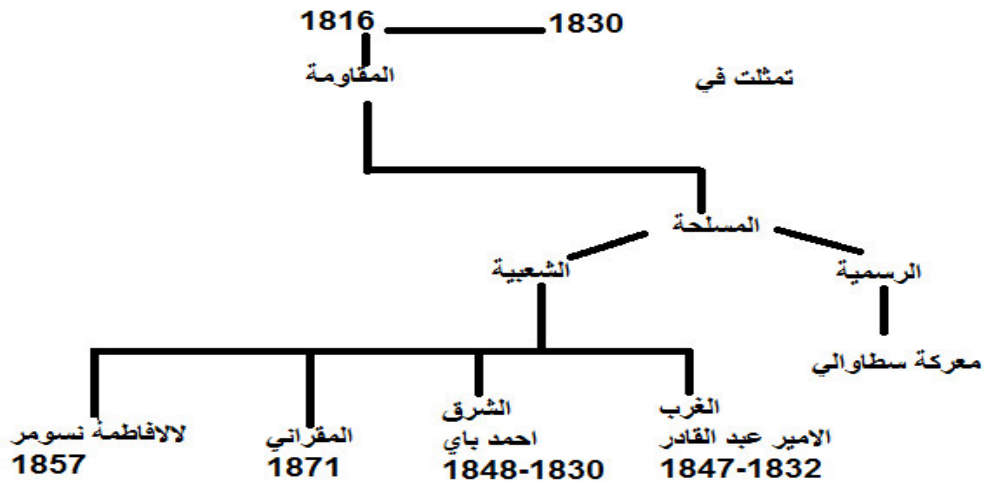 1830
1816
المقاومة
تمثلت في
المسلحة
الرسمية
الشعبية
معركة سطاوالي
الغرب
الامير عبد القادر
1847-1832
الشرق
احمد باي
1848-1830
المقراني
1871
لالافاطمة نسومر
1857